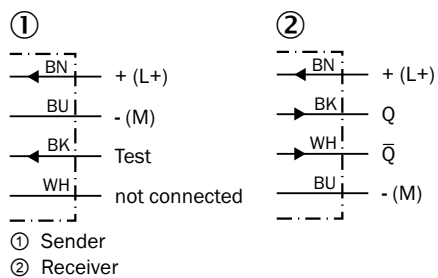 ①
BN + (L+)
BU - (M)
BK Test
WH not connected
②
BN + (L+)
BK Q
WH Q̅
BU - (M)
① Sender
② Receiver